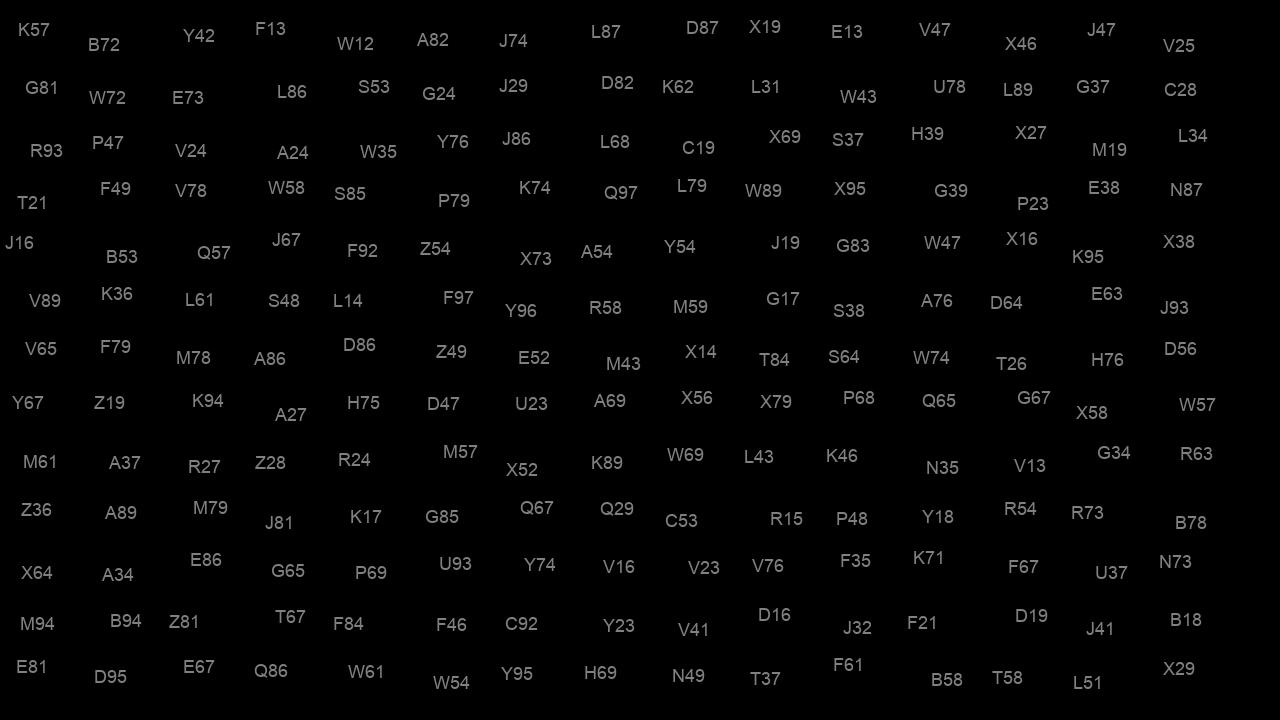 K57 B72 Y42 F13 W12 A82 J74 L87 D87 X19 E13 V47 X46 J47 V25
G81 W72 E73 L86 S53 G24 J29 D82 K62 L31 W43 U78 L89 G37 C28
R93 P47 V24 A24 W35 Y76 J86 L68 C19 X69 S37 H39 X27 M19 L34
T21 F49 V78 W58 S85 P79 K74 Q97 L79 W89 X95 G39 P23 E38 N87
J16 B53 Q57 J67 F92 Z54 X73 A54 Y54 J19 G83 W47 X16 K95 X38
V89 K36 L61 S48 L14 F97 Y96 R58 M59 G17 S38 A76 D64 E63 J93
V65 F79 M78 A86 D86 Z49 E52 M43 X14 T84 S64 W74 T26 H76 D56
Y67 Z19 K94 A27 H75 D47 U23 A69 X56 X79 P68 Q65 G67 X58 W57
M61 A37 R27 Z28 R24 M57 X52 K89 W69 L43 K46 N35 V13 G34 R63
Z36 A89 M79 J81 K17 G85 Q67 Q29 C53 R15 P48 Y18 R54 R73 B78
X64 A34 E86 G65 P69 U93 Y74 V16 V23 V76 F35 K71 F67 U37 N73
M94 B94 Z81 T67 F84 F46 C92 Y23 V41 D16 J32 F21 D19 J41 B18
E81 D95 E67 Q86 W61 W54 Y95 H69 N49 T37 F61 B58 T58 L51 X29